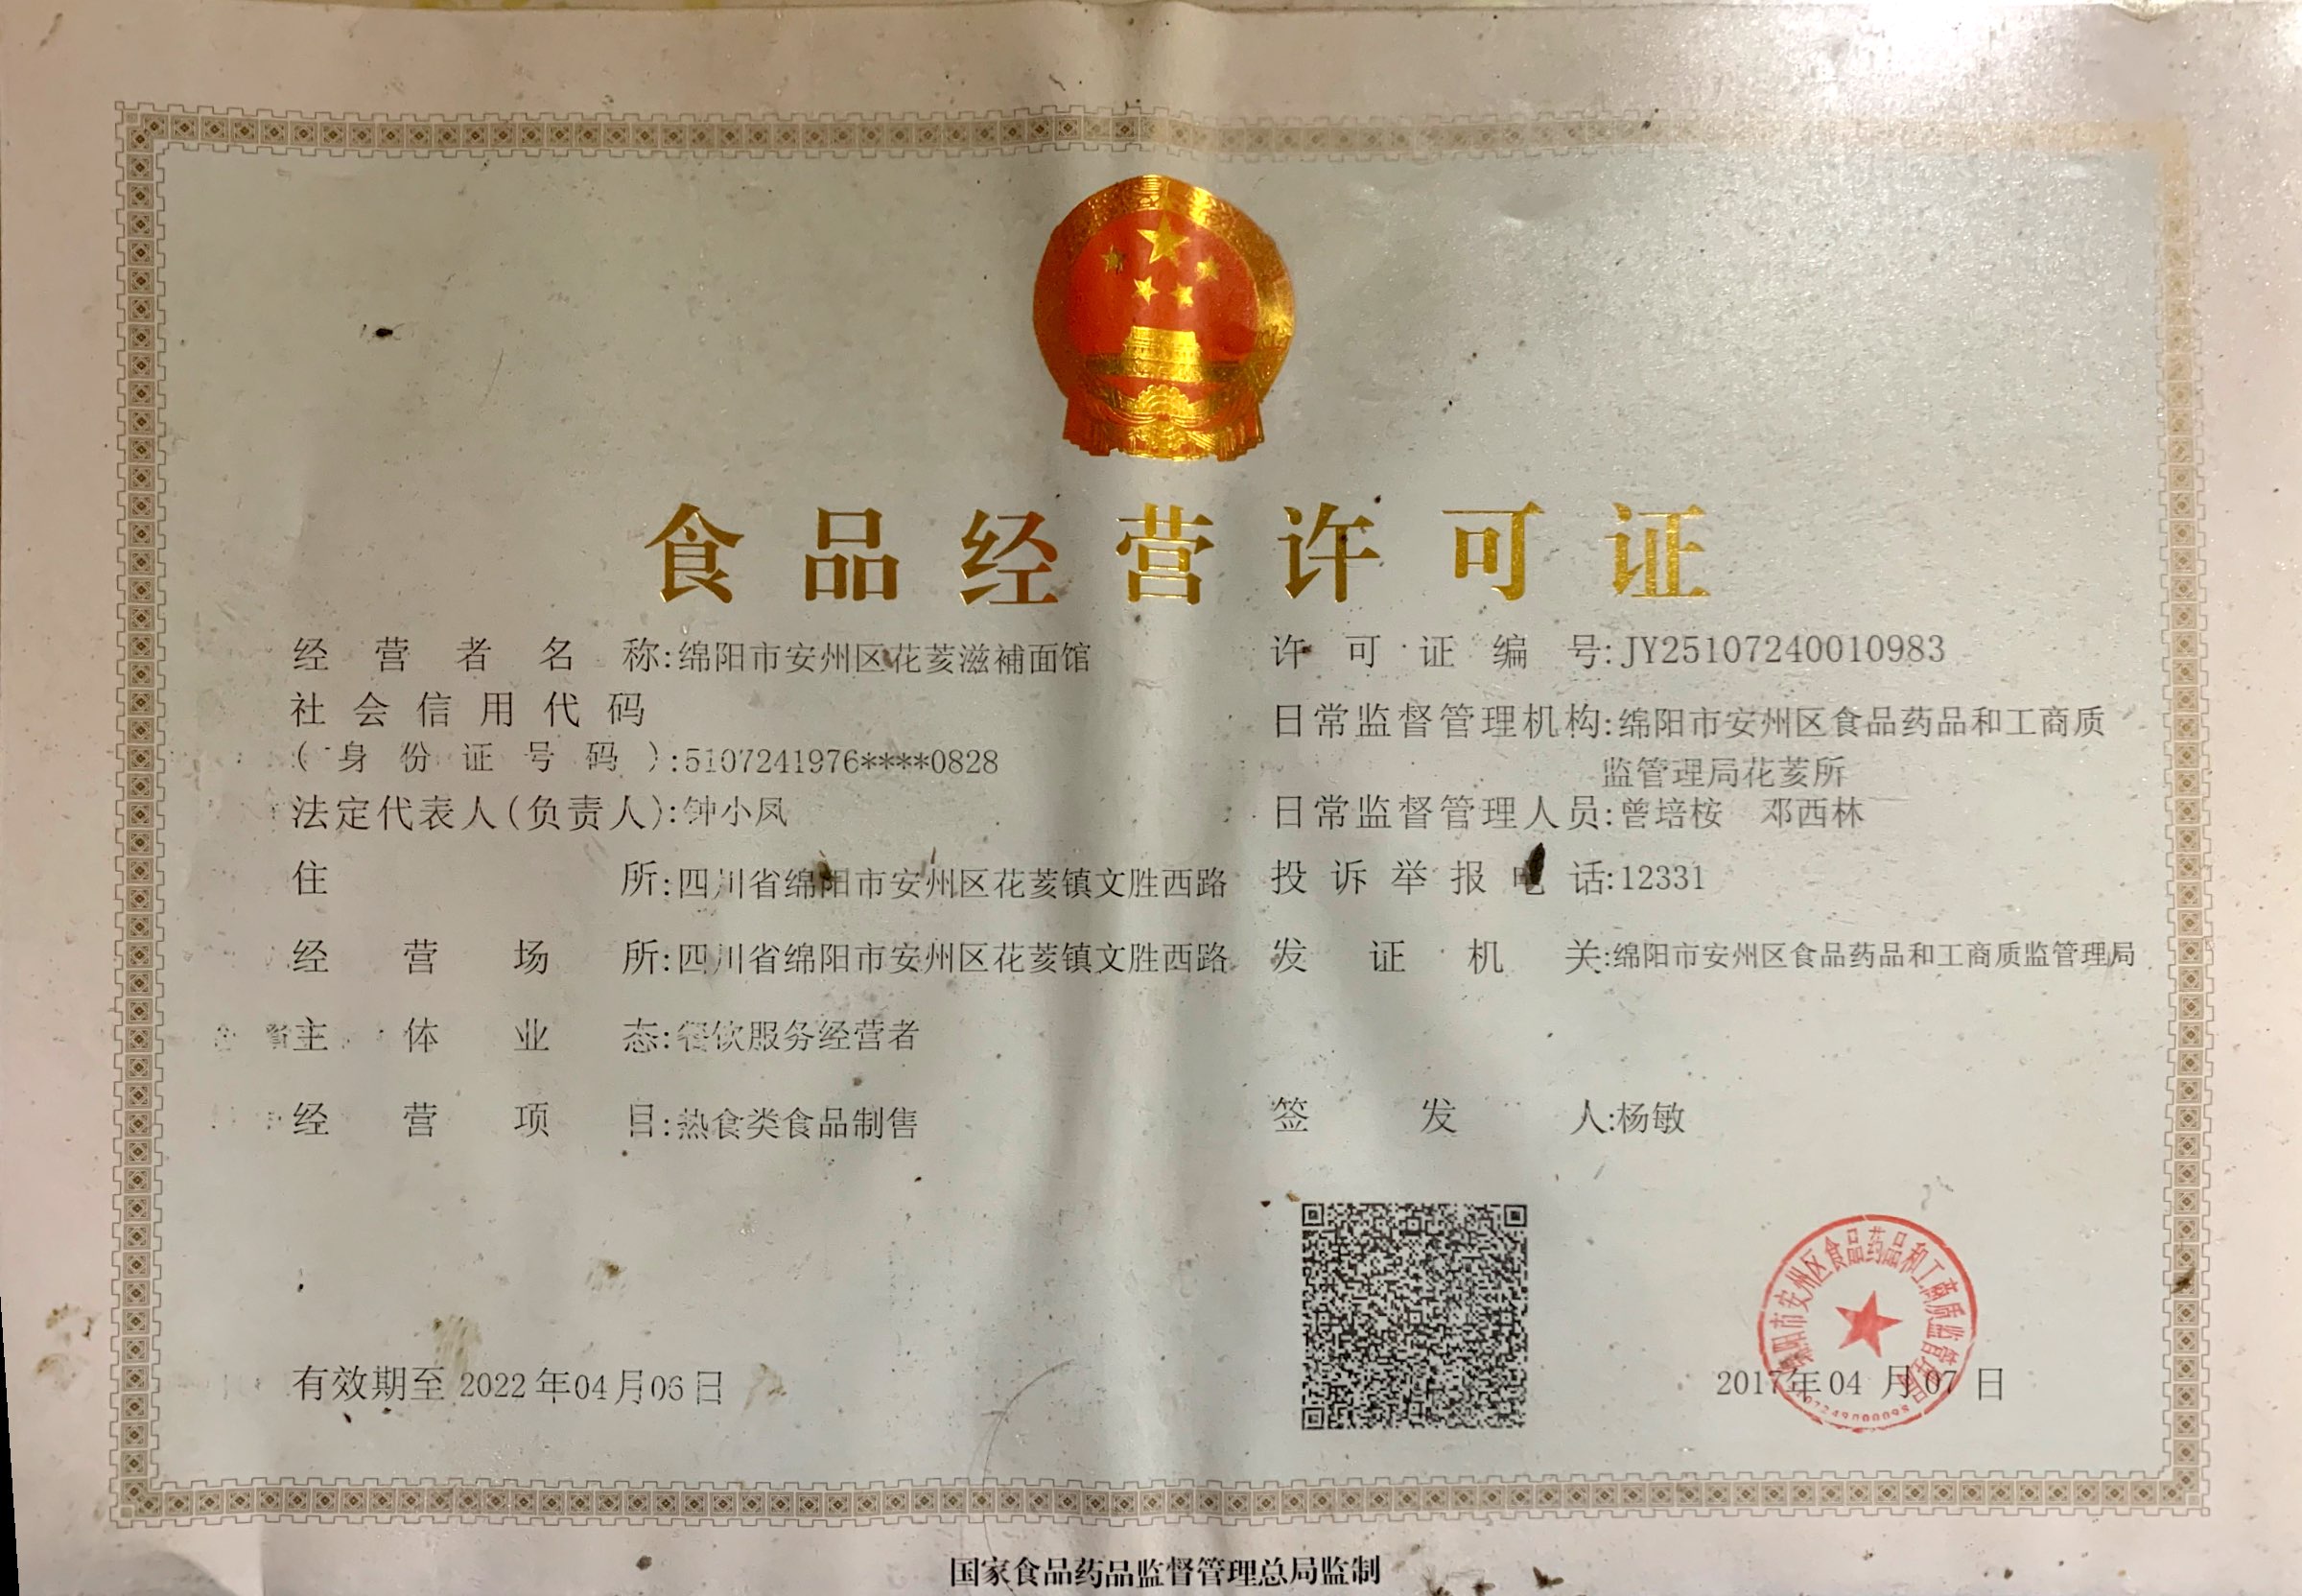 食品经营许可证
经营者名称:绵阳市安州区花荄滋補面馆
社会信用代码
(身份证号码):5107241976****0828
法定代表人(负责人):钟小凤
住所:四川省绵阳市安州区花荄镇文胜西路
经营场所:四川省绵阳市安州区花荄镇文胜西路
主体业态:餐饮服务经营者
经营项目:热食类食品制售
有效期至 2022年04月06日
许可证编号:JY25107240010983
日常监督管理机构:绵阳市安州区食品药品和工商质
监管理局花荄所
日常监督管理人员:曾培桉 邓西林
投诉举报电话:12331
发证机关:绵阳市安州区食品药品和工商质监管理局
签发人:杨敏
绵阳市安州区食品药品和工商质监管理局
2017年04月07日
国家食品药品监督管理总局监制